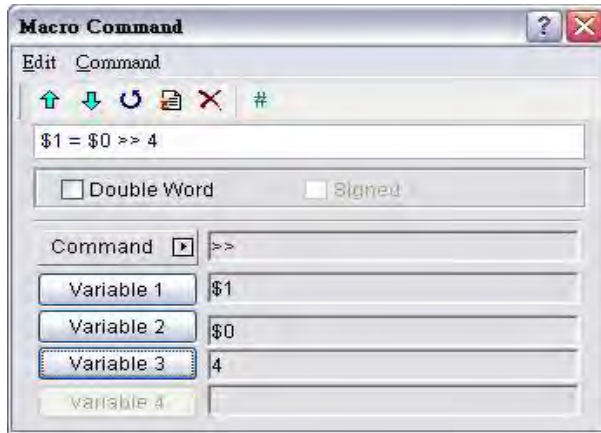 Macro Command
Edit Command
#
$1 = $0 >> 4
Double Word Signed
Command >>
Variable 1 $1
Variable 2 $0
Variable 3 4
Variable 4